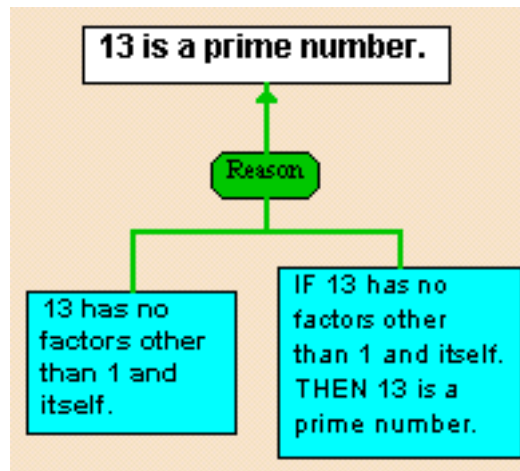 13 is a prime number.
Reason
13 has no
factors other
than 1 and
itself.
IF 13 has no
factors other
than 1 and itself.
THEN 13 is a
prime number.